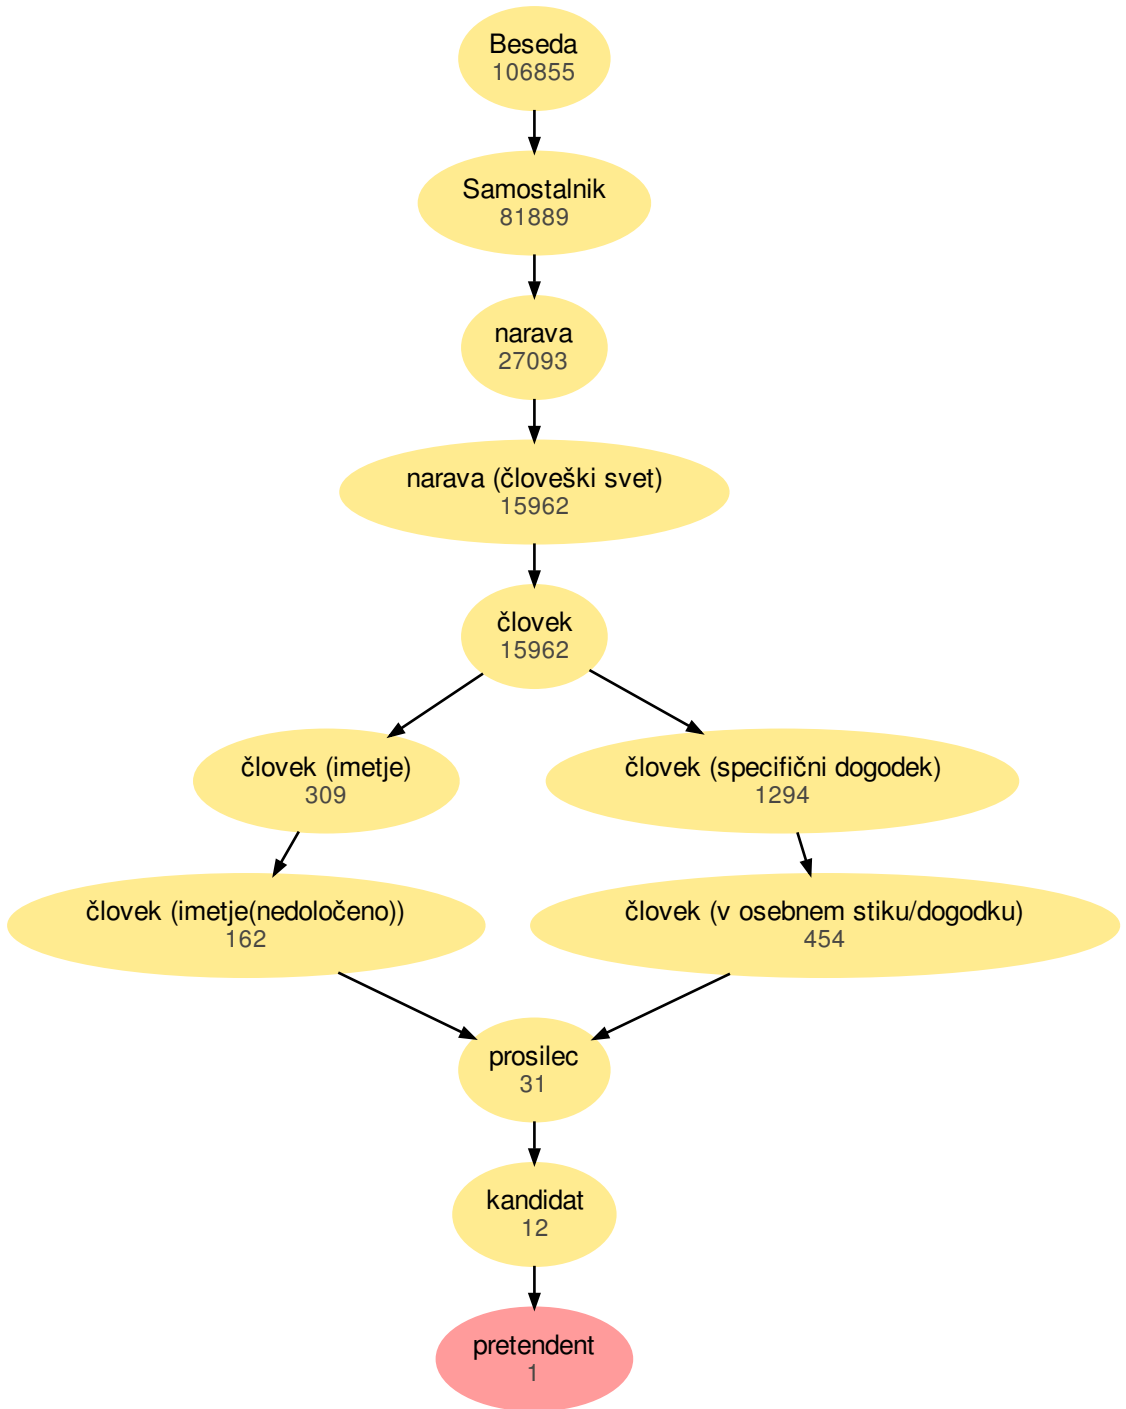 Beseda
106855
Samostalnik
81889
narava
27093
narava (človeški svet)
15962
človek
15962
človek (imetje)
309
človek (specifični dogodek)
1294
človek (imetje(nedoločeno))
162
človek (v osebnem stiku/dogodku)
454
prosilec
31
kandidat
12
pretendent
1